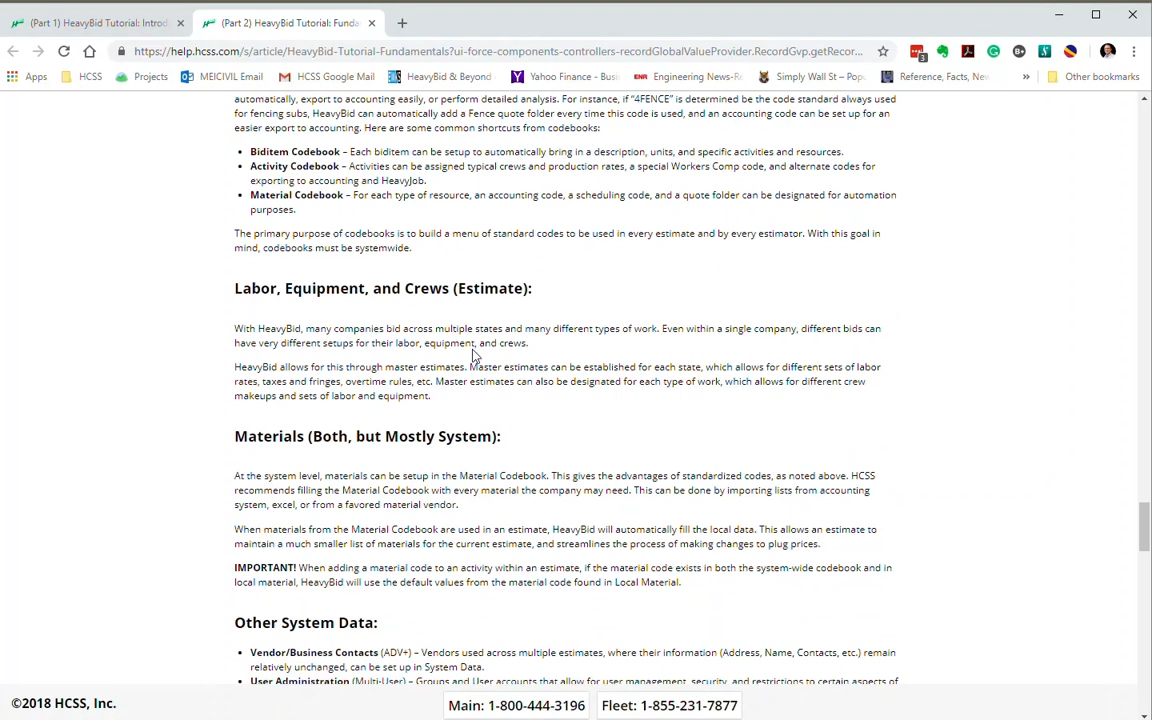 (Part 1) HeavyBid Tutorial: Introd
(Part 2) HeavyBid Tutorial: Funda
https://help.hcss.com/s/article/HeavyBid-Tutorial-Fundamentals?ui-force-components-controllers-recordGlobalValueProvider.RecordGvp.getRecor...
3
Apps
HCSS
Projects
MEICIVIL Email
HCSS Google Mail
HeavyBid & Beyond
Yahoo Finance - Busi
ENR
Engineering News-R
Simply Wall St – Pop
Reference, Facts, New
»
Other bookmarks
automatically, export to accounting easily, or perform detailed analysis. For instance, if "4FENCE" is determined be the code standard always used
for fencing subs, HeavyBid can automatically add a Fence quote folder every time this code is used, and an accounting code can be set up for an
easier export to accounting. Here are some common shortcuts from codebooks:
• Biditem Codebook – Each biditem can be setup to automatically bring in a description, units, and specific activities and resources.
• Activity Codebook – Activities can be assigned typical crews and production rates, a special Workers Comp code, and alternate codes for
exporting to accounting and HeavyJob.
• Material Codebook – For each type of resource, an accounting code, a scheduling code, and a quote folder can be designated for automation
purposes.
The primary purpose of codebooks is to build a menu of standard codes to be used in every estimate and by every estimator. With this goal in
mind, codebooks must be systemwide.
Labor, Equipment, and Crews (Estimate):
With HeavyBid, many companies bid across multiple states and many different types of work. Even within a single company, different bids can
have very different setups for their labor, equipment, and crews.
HeavyBid allows for this through master estimates. Master estimates can be established for each state, which allows for different sets of labor
rates, taxes and fringes, overtime rules, etc. Master estimates can also be designated for each type of work, which allows for different crew
makeups and sets of labor and equipment.
Materials (Both, but Mostly System):
At the system level, materials can be setup in the Material Codebook. This gives the advantages of standardized codes, as noted above. HCSS
recommends filling the Material Codebook with every material the company may need. This can be done by importing lists from accounting
system, excel, or from a favored material vendor.
When materials from the Material Codebook are used in an estimate, HeavyBid will automatically fill the local data. This allows an estimate to
maintain a much smaller list of materials for the current estimate, and streamlines the process of making changes to plug prices.
IMPORTANT! When adding a material code to an activity within an estimate, if the material code exists in both the system-wide codebook and in
local material, HeavyBid will use the default values from the material code found in Local Material.
Other System Data:
• Vendor/Business Contacts (ADV+) – Vendors used across multiple estimates, where their information (Address, Name, Contacts, etc.) remain
relatively unchanged, can be set up in System Data.
• User Administration (Multi-User) – Groups and User accounts that allow for user management, security, and restrictions to certain aspects of
©2018 HCSS, Inc.
Main: 1-800-444-3196
Fleet: 1-855-231-7877